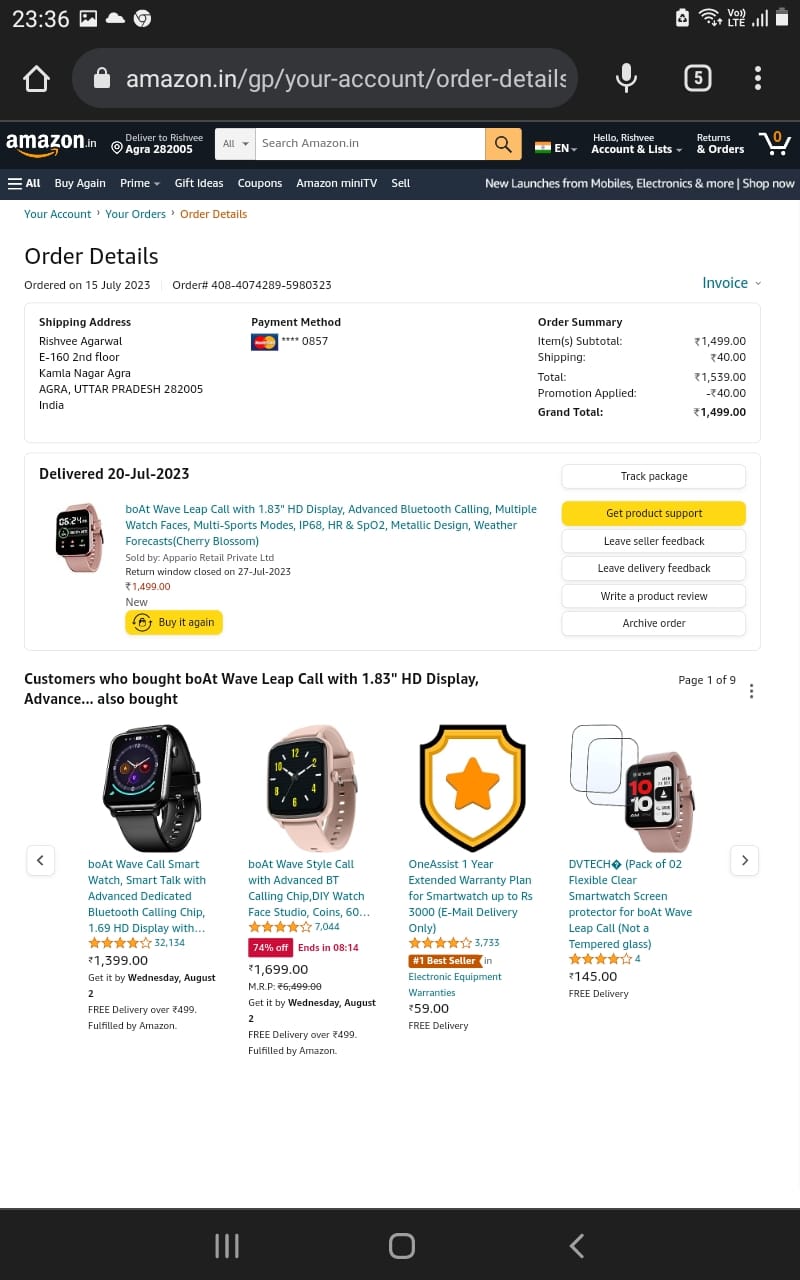 23:36
Vo))
LTE
amazon.in/gp/your-account/order-details
5
amazon.in
Deliver to Rishvee
Agra 282005
All
Search Amazon.in
EN
Hello, Rishvee
Account & Lists
Returns
& Orders
0
All Buy Again Prime Gift Ideas Coupons Amazon miniTV Sell
New Launches from Mobiles, Electronics & more | Shop now
Your Account › Your Orders › Order Details
Order Details
Ordered on 15 July 2023 Order# 408-4074289-5980323
Invoice
Shipping Address
Rishvee Agarwal
E-160 2nd floor
Kamla Nagar Agra
AGRA, UTTAR PRADESH 282005
India
Payment Method
**** 0857
Order Summary
Item(s) Subtotal: ₹1,499.00
Shipping: ₹40.00
Total: ₹1,539.00
Promotion Applied: -₹40.00
Grand Total: ₹1,499.00
Delivered 20-Jul-2023
boAt Wave Leap Call with 1.83" HD Display, Advanced Bluetooth Calling, Multiple
Watch Faces, Multi-Sports Modes, IP68, HR & SpO2, Metallic Design, Weather
Forecasts(Cherry Blossom)
Sold by: Appario Retail Private Ltd
Return window closed on 27-Jul-2023
₹1,499.00
New
Buy it again
Track package
Get product support
Leave seller feedback
Leave delivery feedback
Write a product review
Archive order
Customers who bought boAt Wave Leap Call with 1.83" HD Display,
Advance... also bought
Page 1 of 9
boAt Wave Call Smart
Watch, Smart Talk with
Advanced Dedicated
Bluetooth Calling Chip,
1.69 HD Display with...
32,134
₹1,399.00
Get it by Wednesday, August
2
FREE Delivery over ₹499.
Fulfilled by Amazon.
boAt Wave Style Call
with Advanced BT
Calling Chip,DIY Watch
Face Studio, Coins, 60...
7,044
74% off Ends in 08:14
₹1,699.00
M.R.P: ₹6,499.00
Get it by Wednesday, August
2
FREE Delivery over ₹499.
Fulfilled by Amazon.
OneAssist 1 Year
Extended Warranty Plan
for Smartwatch up to Rs
3000 (E-Mail Delivery
Only)
3,733
#1 Best Seller in
Electronic Equipment
Warranties
₹59.00
FREE Delivery
DVTECH� (Pack of 02
Flexible Clear
Smartwatch Screen
protector for boAt Wave
Leap Call (Not a
Tempered glass)
4
₹145.00
FREE Delivery